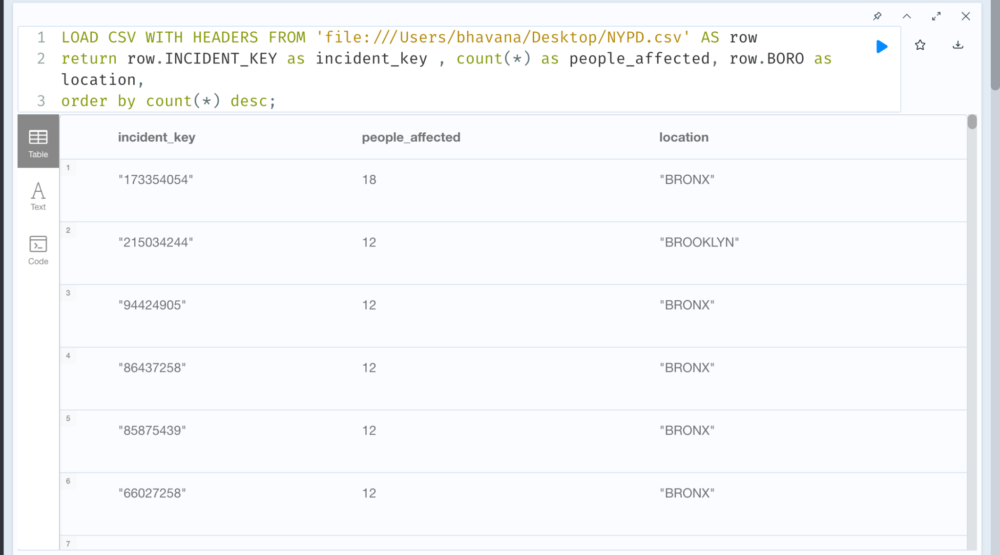 1 LOAD CSV WITH HEADERS FROM 'file:///Users/bhavana/Desktop/NYPD.csv' AS row
2 return row.INCIDENT_KEY as incident_key , count(*) as people_affected, row.BORO as
location,
3 order by count(*) desc;
Table
Text
Code
incident_key people_affected location
1 "173354054" 18 "BRONX"
2 "215034244" 12 "BROOKLYN"
3 "94424905" 12 "BRONX"
4 "86437258" 12 "BRONX"
5 "85875439" 12 "BRONX"
6 "66027258" 12 "BRONX"
7